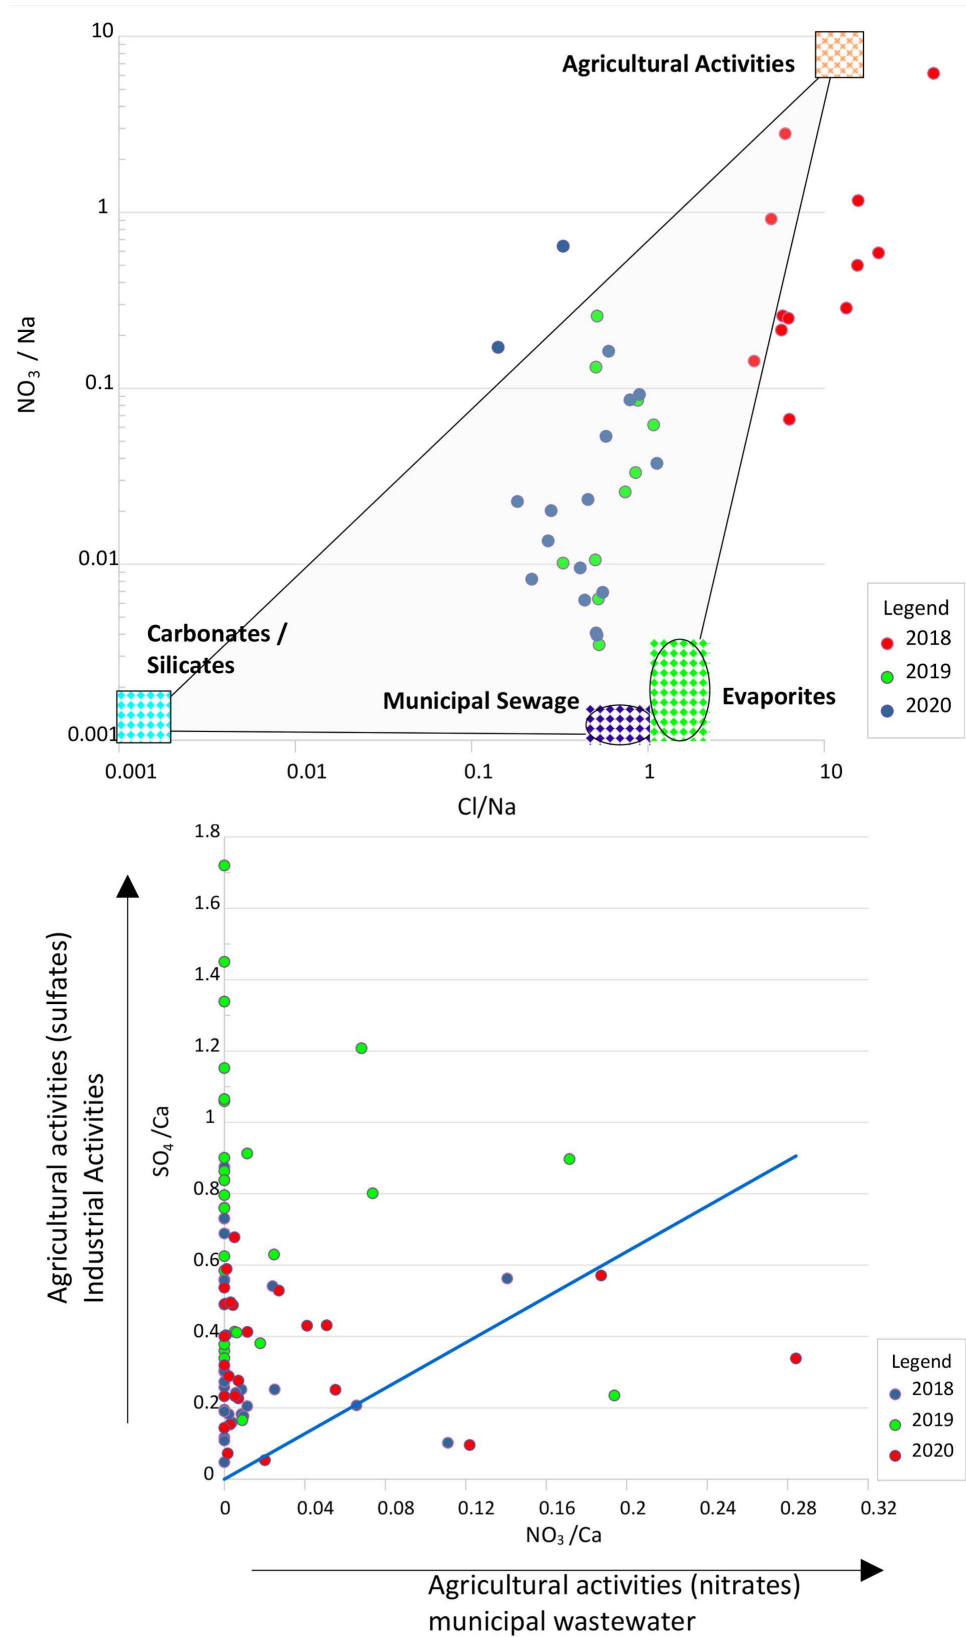 10
Agricultural Activities
1
NO₃ / Na
0.1
0.01
Carbonates /
Silicates
Municipal Sewage
Evaporites
0.001
0.001
0.01
0.1
1
10
Cl/Na
Legend
2018
2019
2020
1.8
1.6
1.4
1.2
1
0.8
0.6
0.4
0.2
0
Agricultural activities (sulfates)
Industrial Activities
SO₄ /Ca
0
0.04
0.08
0.12
0.16
0.2
0.24
0.28
0.32
NO₃ /Ca
Legend
2018
2019
2020
Agricultural activities (nitrates)
municipal wastewater